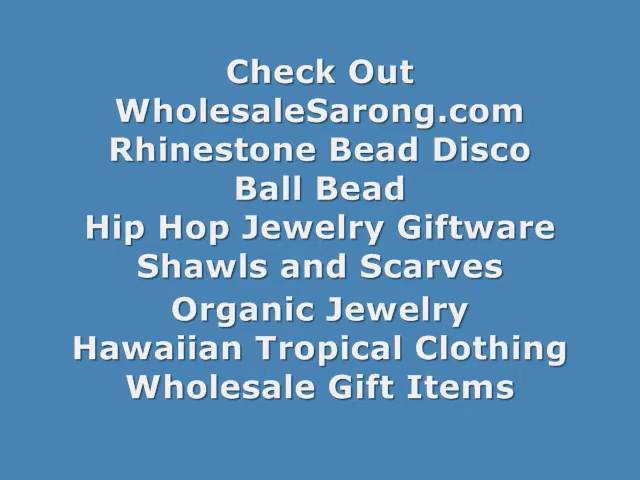 Check Out
WholesaleSarong.com
Rhinestone Bead Disco
Ball Bead
Hip Hop Jewelry Giftware
Shawls and Scarves
Organic Jewelry
Hawaiian Tropical Clothing
Wholesale Gift Items